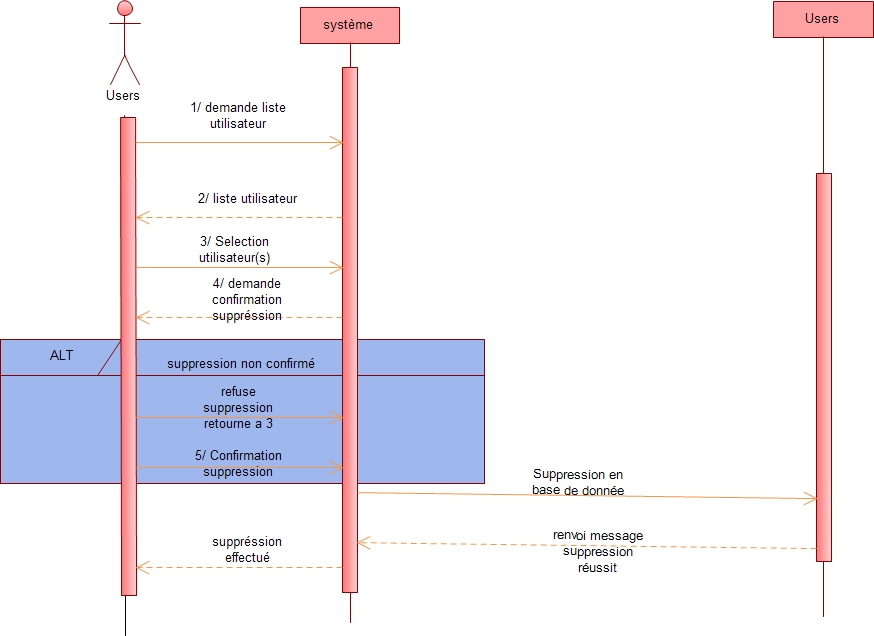 système
Users
Users
1/ demande liste
utilisateur
2/ liste utilisateur
3/ Selection
utilisateur(s)
4/ demande
confirmation
suppréssion
ALT
suppression non confirmé
refuse
suppression
retourne a 3
5/ Confirmation
suppression
Suppression en
base de donnée
renvoi message
suppression
réussit
suppréssion
effectué